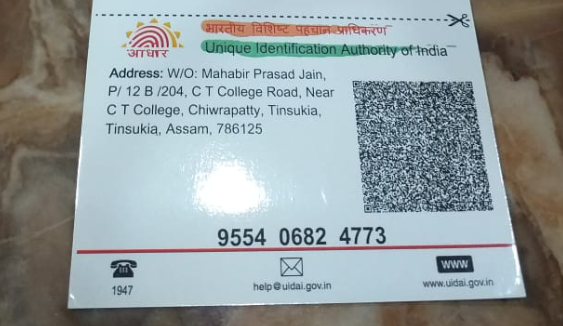 भारतीय विशिष्ट पहचान प्राधिकरण
आधार
Unique Identification Authority of India
Address: W/O: Mahabir Prasad Jain,
P/ 12 B /204, C T College Road, Near
C T College, Chiwrapatty, Tinsukia,
Tinsukia, Assam, 786125
9554 0682 4773
1947
help@uidai.gov.in
WWW
www.uidai.gov.in